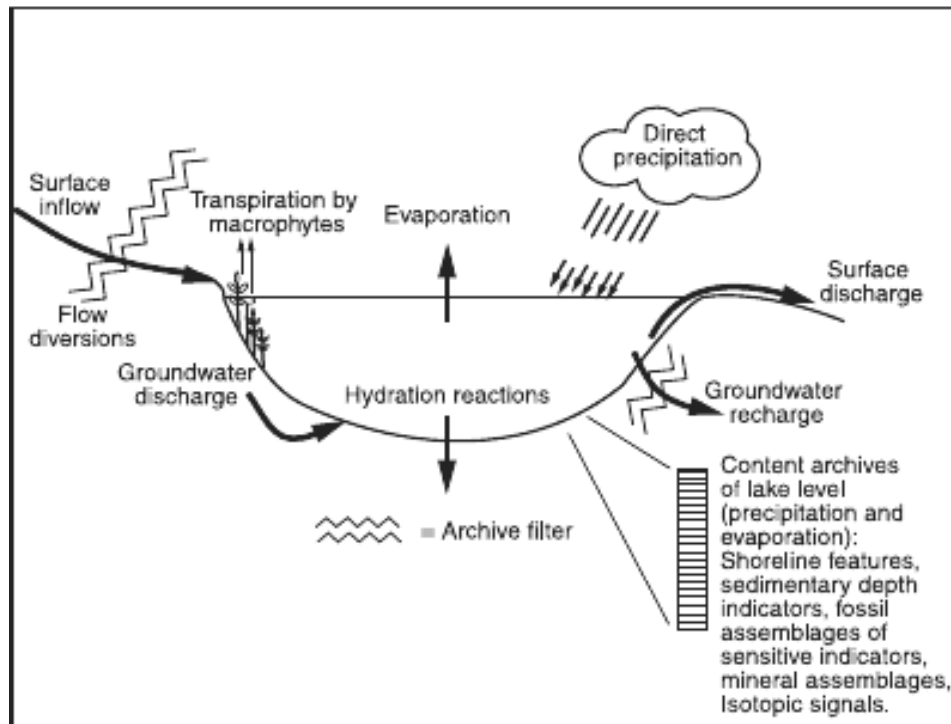 Direct
precipitation
Surface
inflow
Transpiration by
macrophytes
Evaporation
Surface
discharge
Flow
diversions
Groundwater
discharge
Hydration reactions
Groundwater
recharge
= Archive filter
Content archives
of lake level
(precipitation and
evaporation):
Shoreline features,
sedimentary depth
indicators, fossil
assemblages of
sensitive indicators,
mineral assemblages,
Isotopic signals.